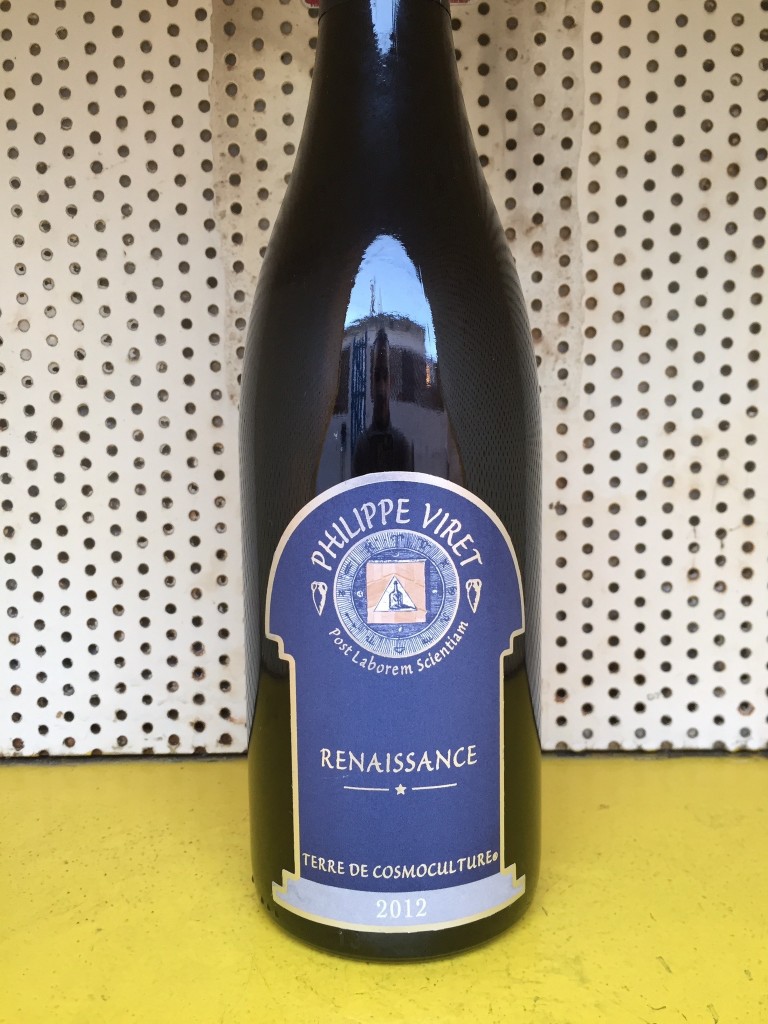 PHILIPPE VIRET
Post Laborem Scientiam
RENAISSANCE
TERRE DE COSMOCULTURE®
2012